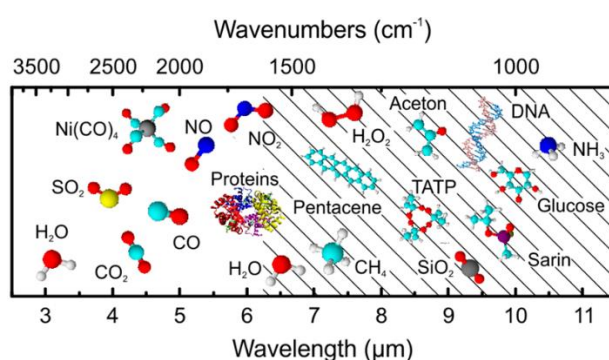 Wavenumbers (cm⁻¹)
3500 2500 2000 1500 1000
Aceton DNA
Ni(CO)₄ NO NO₂ H₂O₂ NH₃
SO₂ Proteins TATP
Pentacene Glucose
H₂O CO
CO₂ H₂O CH₄ SiO₂ Sarin
3 4 5 6 7 8 9 10 11
Wavelength (μm)